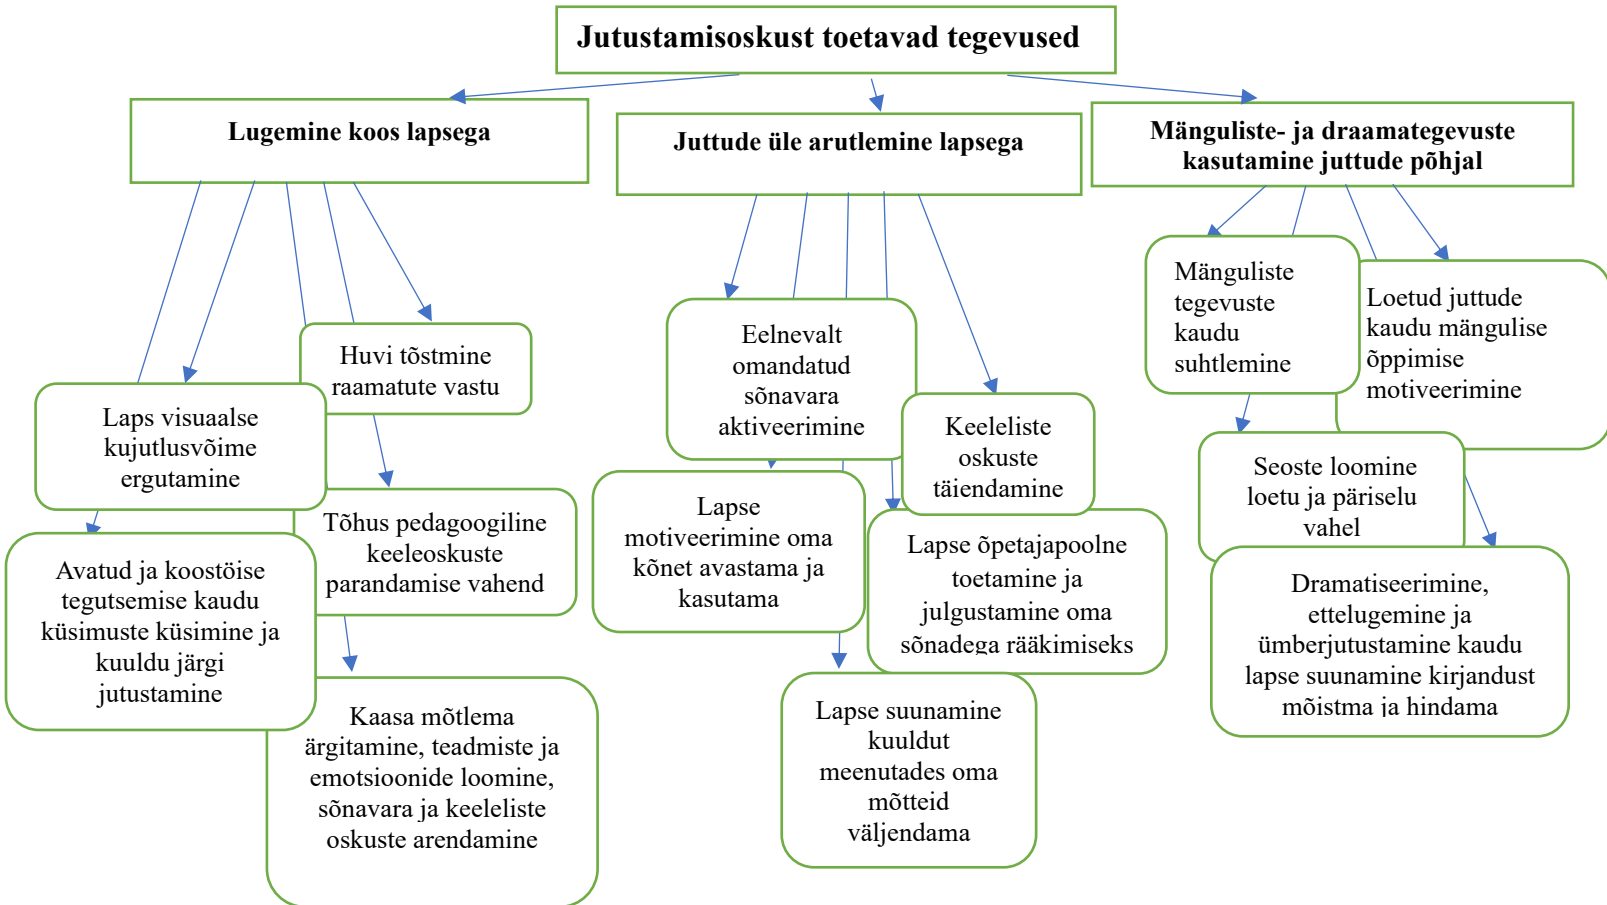 Jutustamisoskust toetavad tegevused
Lugemine koos lapsega
Juttude üle arutlemine lapsega
Mänguliste- ja draamategevuste
kasutamine juttude põhjal
Huvi tõstmine
raamatute vastu
Laps visuaalse
kujutlusvõime
ergutamine
Tõhus pedagoogiline
keeleoskuste
parandamise vahend
Avatud ja koostöise
tegutsemise kaudu
küsimuste küsimine ja
kuuldu järgi
jutustamine
Kaasa mõtlema
ärgitamine, teadmiste ja
emotsioonide loomine,
sõnavara ja keeleliste
oskuste arendamine
Eelnevalt
omandatud
sõnavara
aktiveerimine
Keeleliste
oskuste
täiendamine
Lapse
motiveerimine oma
kõnet avastama ja
kasutama
Lapse õpetajapoolne
toetamine ja
julgustamine oma
sõnadega rääkimiseks
Lapse suunamine
kuuldut
meenutades oma
mõtteid
väljendama
Mänguliste
tegevuste
kaudu
suhtlemine
Loetud juttude
kaudu mängulise
õppimise
motiveerimine
Seoste loomine
loetu ja päriselu
vahel
Dramatiseerimine,
ettelugemine ja
ümberjutustamine kaudu
lapse suunamine kirjandust
mõistma ja hindama